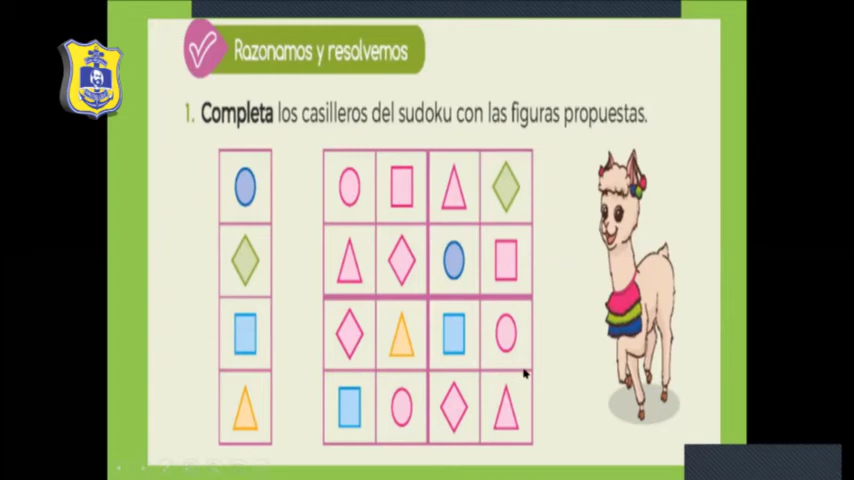 Razonamos y resolvemos
1. Completa los casilleros del sudoku con las figuras propuestas.